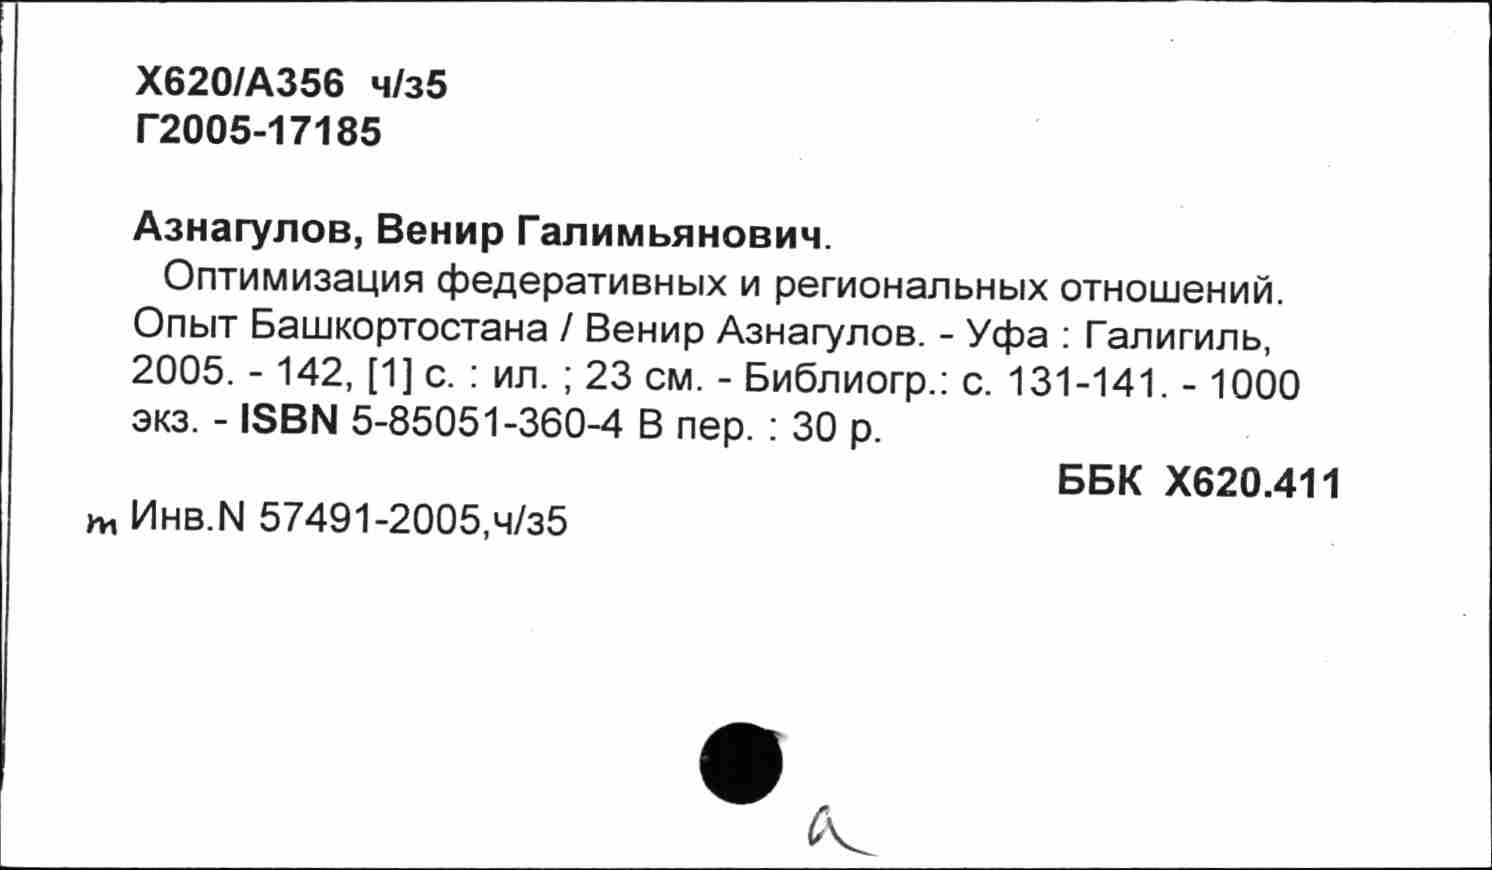 Х620/А356 ч/з5
Г2005-17185
Азнагулов, Венир Галимьянович.
Оптимизация федеративных и региональных отношений.
Опыт Башкортостана / Венир Азнагулов. - Уфа : Галигиль,
2005. - 142, [1] с. : ил. ; 23 см. - Библиогр.: с. 131-141. - 1000
экз. - ISBN 5-85051-360-4 В пер. : 30 р.
ББК Х620.411
т Инв.N 57491-2005,ч/з5
а